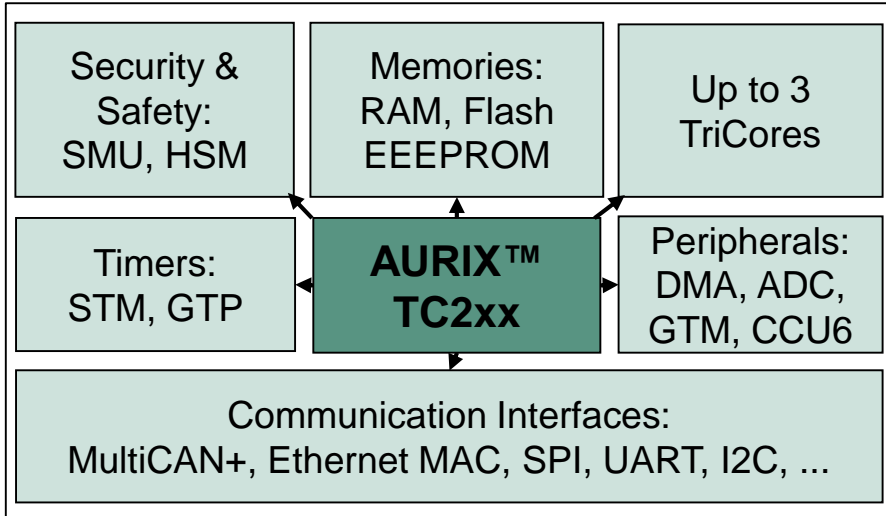 Security &
Safety:
SMU, HSM
Memories:
RAM, Flash
EEEPROM
Up to 3
TriCores
Timers:
STM, GTP
AURIX™
TC2xx
Peripherals:
DMA, ADC,
GTM, CCU6
Communication Interfaces:
MultiCAN+, Ethernet MAC, SPI, UART, I2C, ...